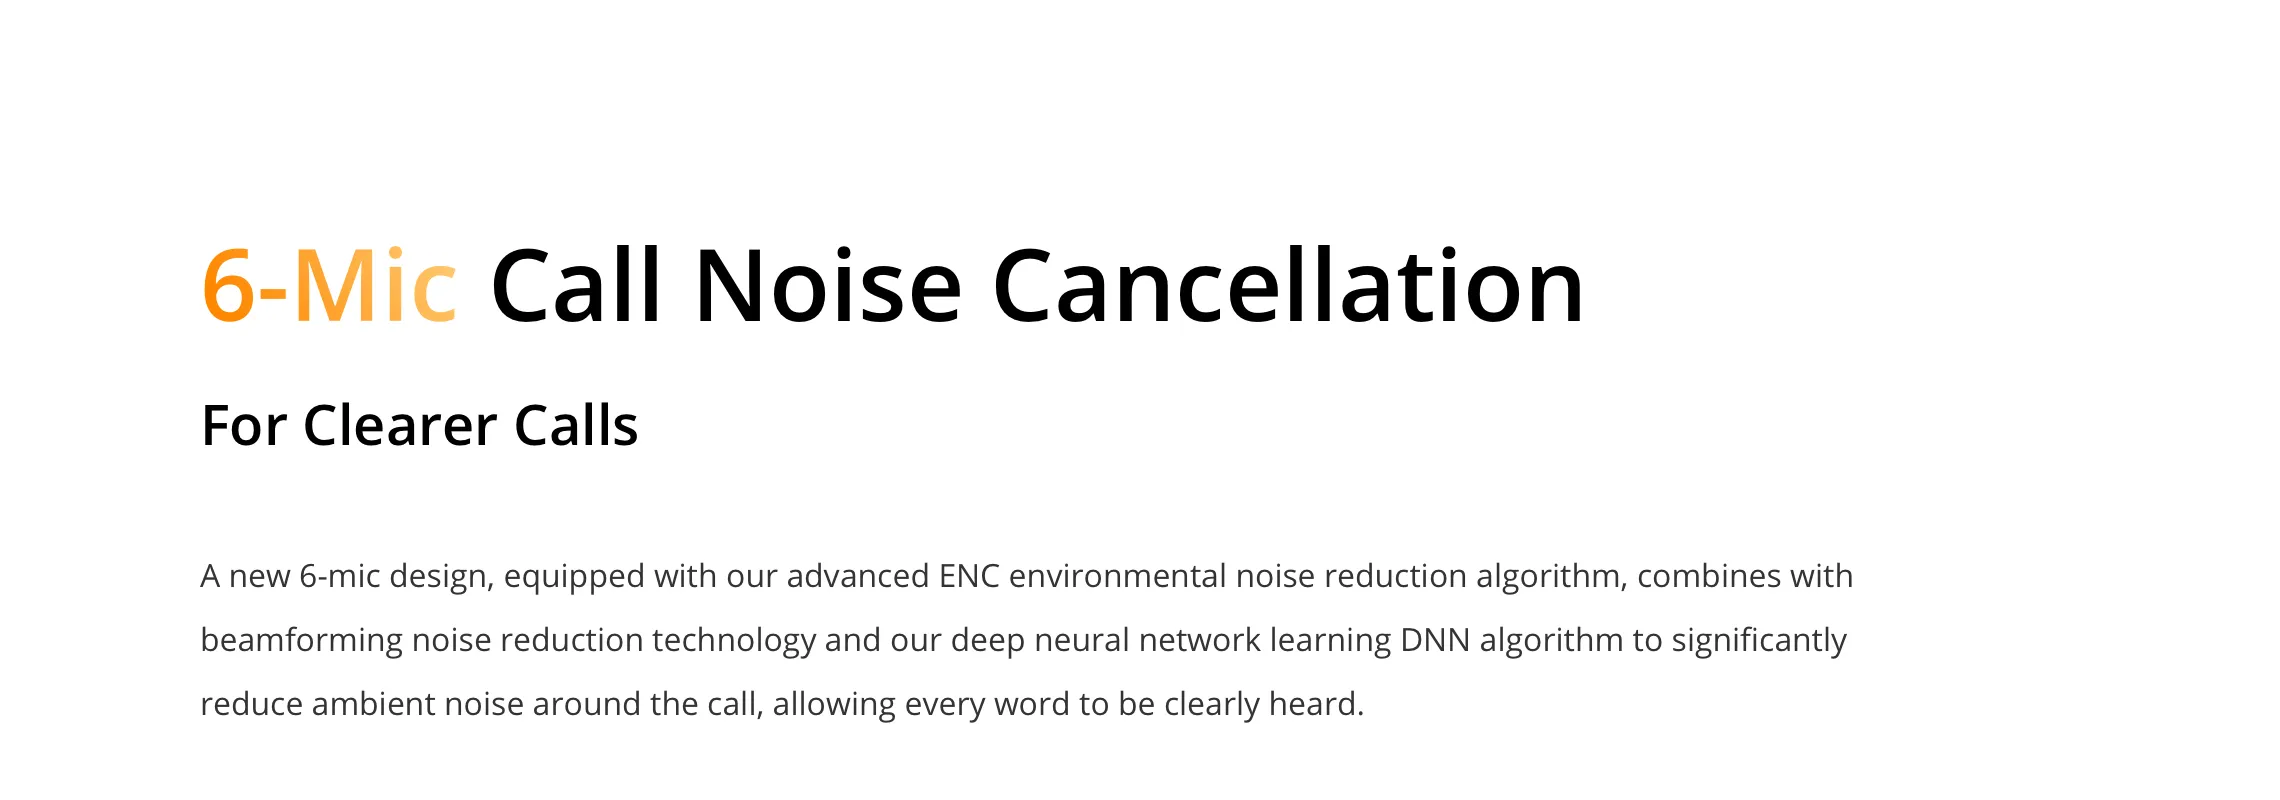 6-Mic Call Noise Cancellation
For Clearer Calls
A new 6-mic design, equipped with our advanced ENC environmental noise reduction algorithm, combines with
beamforming noise reduction technology and our deep neural network learning DNN algorithm to significantly
reduce ambient noise around the call, allowing every word to be clearly heard.